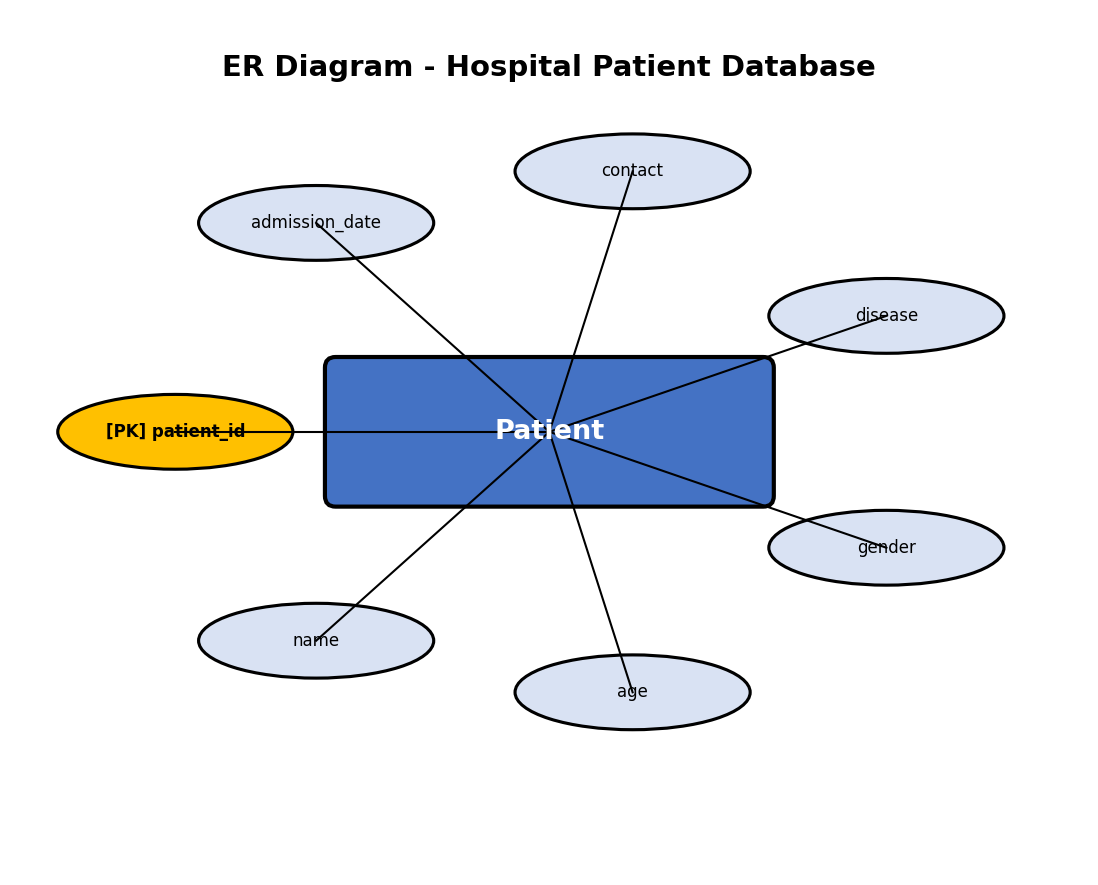 ER Diagram - Hospital Patient Database
contact
admission_date
disease
[PK] patient_id
Patient
gender
name
age